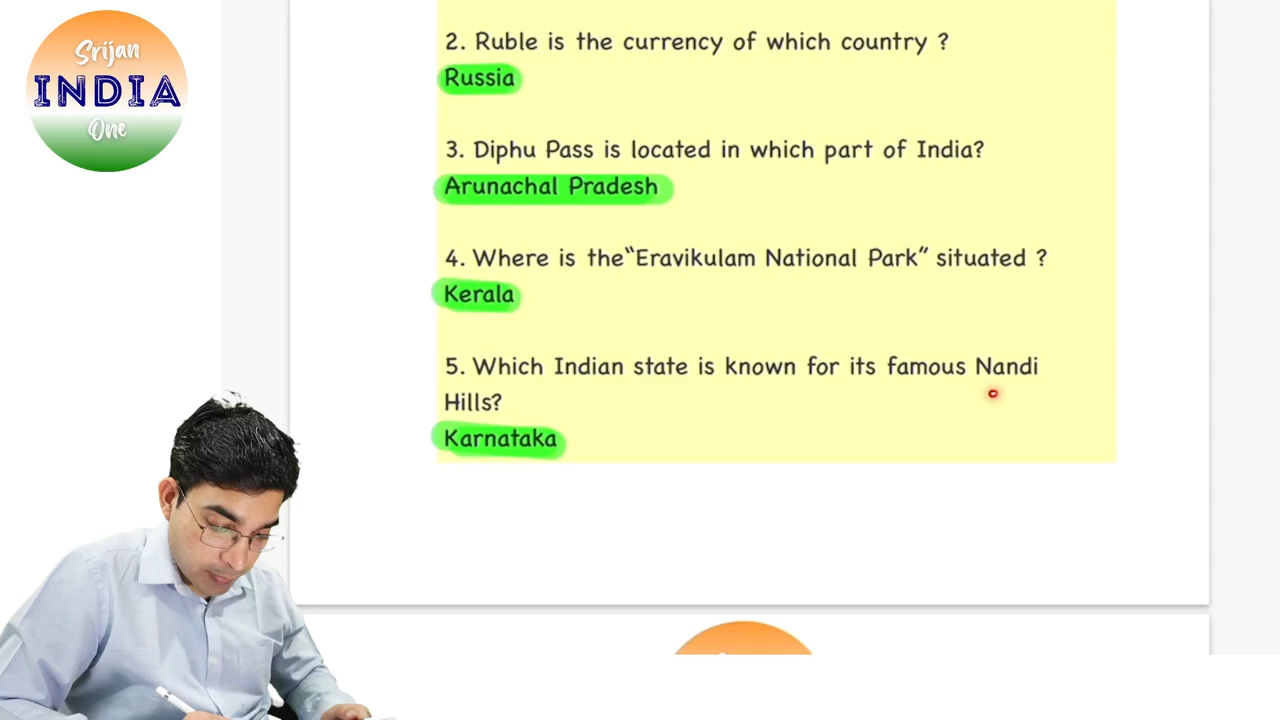 Srijan
INDIA
One
2. Ruble is the currency of which country ?
Russia
3. Diphu Pass is located in which part of India?
Arunachal Pradesh
4. Where is the“Eravikulam National Park” situated ?
Kerala
5. Which Indian state is known for its famous Nandi
Hills?
Karnataka